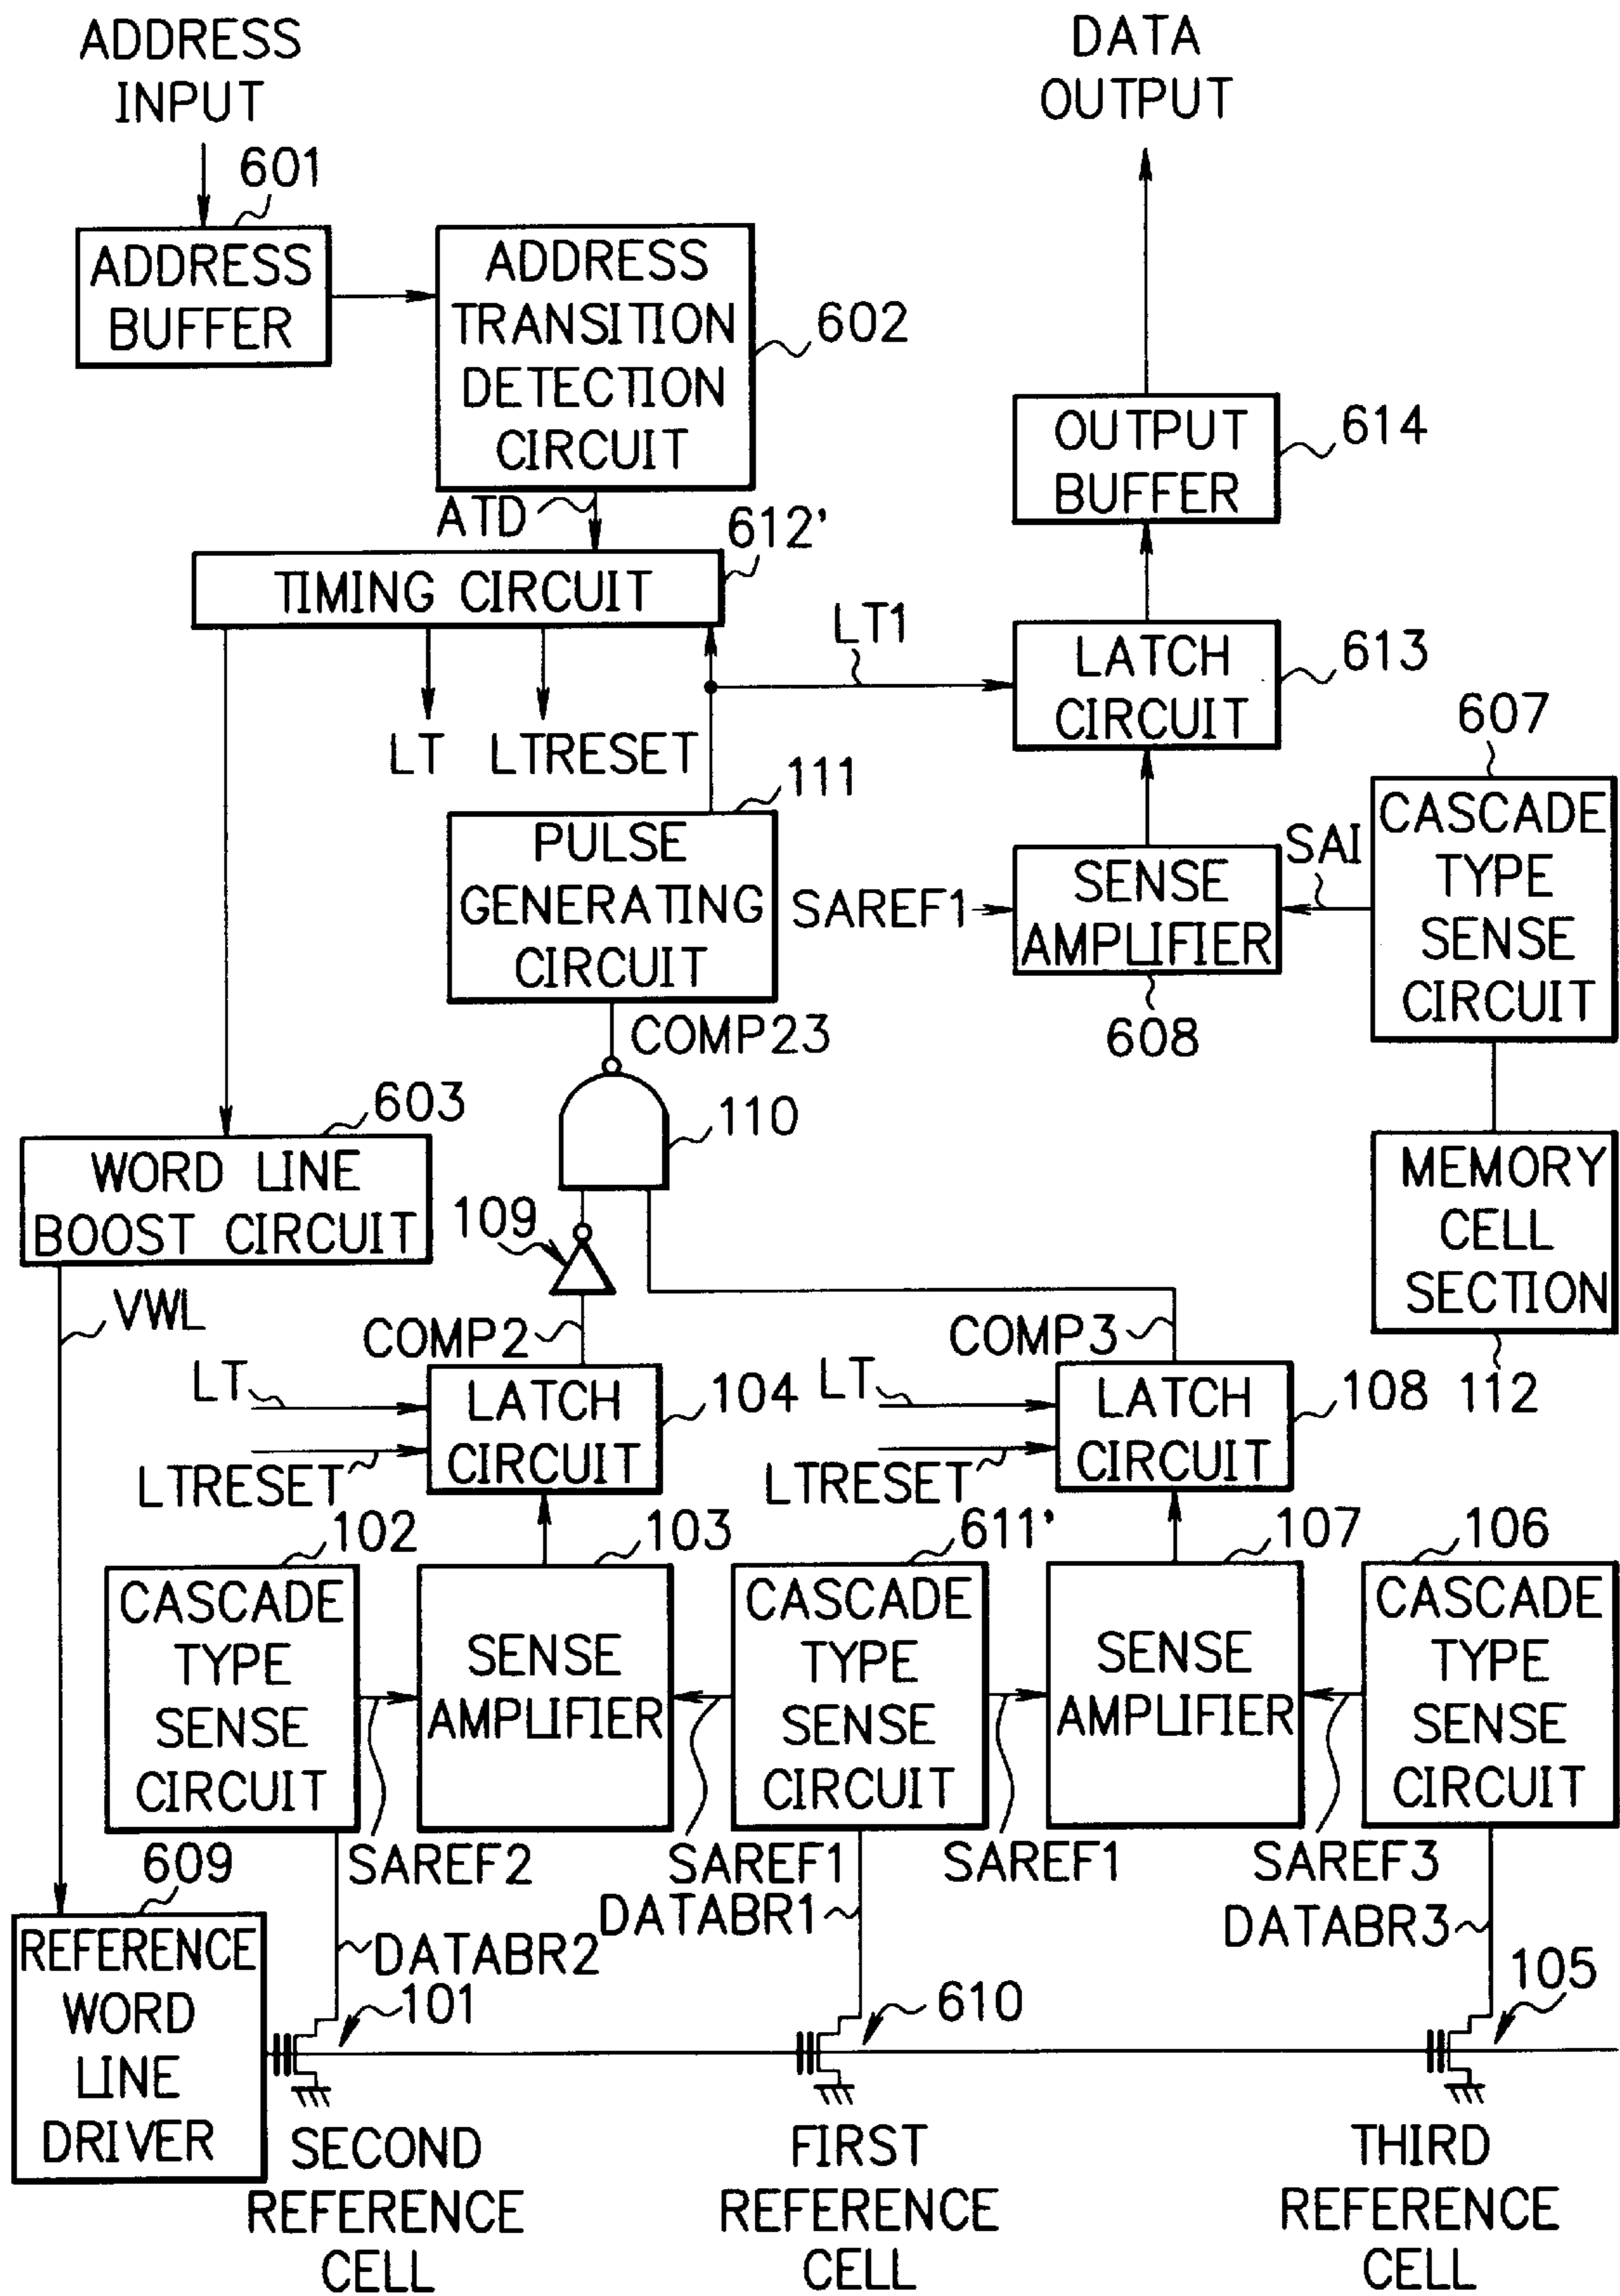 ADDRESS
INPUT
DATA
OUTPUT
601
ADDRESS
BUFFER
ADDRESS
TRANSITION
DETECTION
CIRCUIT
602
ATD
612'
TIMING CIRCUIT
LT
LTRESET
LT1
OUTPUT
BUFFER
614
LATCH
CIRCUIT
613
607
CASCADE
TYPE
SENSE
CIRCUIT
SAI
SENSE
AMPLIFIER
SAREF1
608
111
PULSE
GENERATING
CIRCUIT
COMP23
110
603
WORD LINE
BOOST CIRCUIT
109
MEMORY
CELL
SECTION
112
VWL
COMP2
COMP3
LT
LATCH
CIRCUIT
104
LTRESET
LT
LATCH
CIRCUIT
108
LTRESET
102
CASCADE
TYPE
SENSE
CIRCUIT
103
SENSE
AMPLIFIER
611'
CASCADE
TYPE
SENSE
CIRCUIT
107
SENSE
AMPLIFIER
106
CASCADE
TYPE
SENSE
CIRCUIT
SAREF2
SAREF1
SAREF1
SAREF3
609
REFERENCE
WORD
LINE
DRIVER
DATABR2
DATABR1
DATABR3
101
610
105
SECOND
REFERENCE
CELL
FIRST
REFERENCE
CELL
THIRD
REFERENCE
CELL